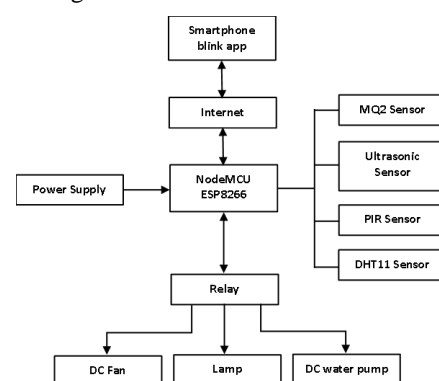 Smartphone
blink app
Internet
MQ2 Sensor
Ultrasonic
Sensor
NodeMCU
ESP8266
Power Supply
PIR Sensor
DHT11 Sensor
Relay
DC Fan
Lamp
DC water pump